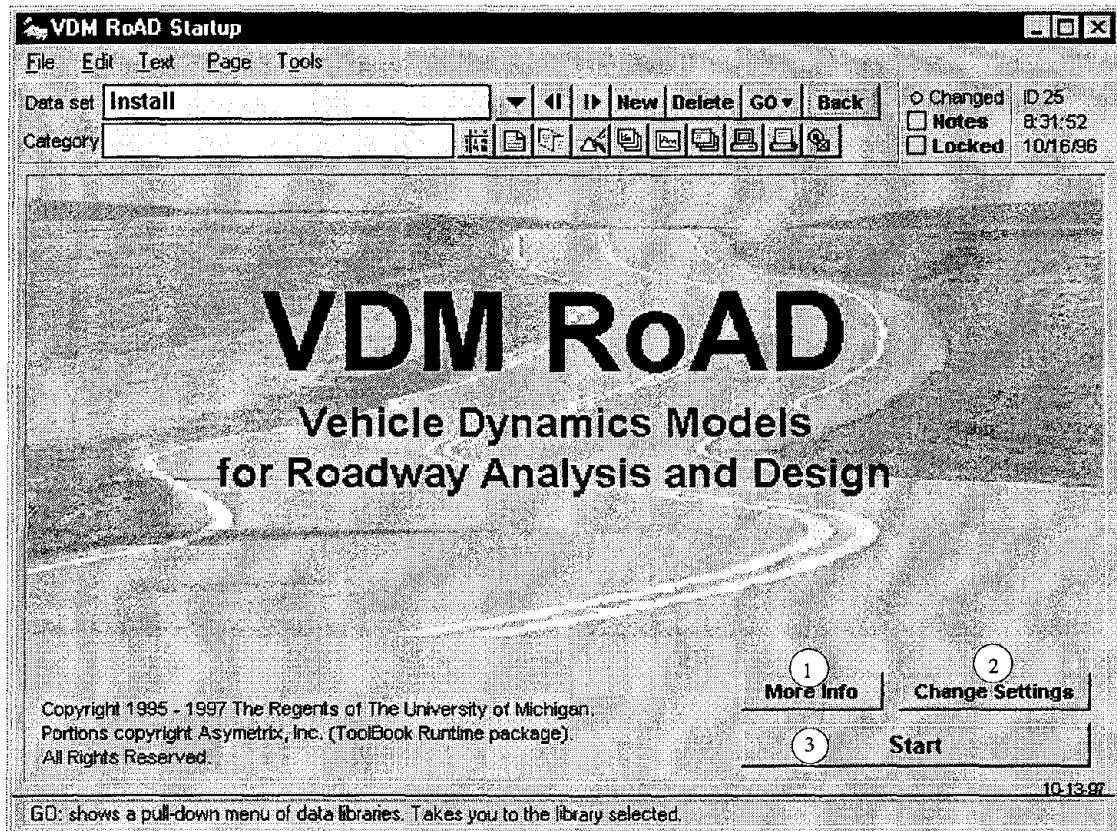 VDM RoAD Startup
File Edit Text Page Tools
Data set Install New Delete GO Back Changed ID 25
Notes 8:31:52
Category Locked 10/16/96
VDM RoAD
Vehicle Dynamics Models
for Roadway Analysis and Design
1 2
More Info Change Settings
Copyright 1995 - 1997 The Regents of The University of Michigan.
Portions copyright Asymetrix, Inc. (ToolBook Runtime package).
All Rights Reserved.
3 Start
10-13-97
GO: shows a pull-down menu of data libraries. Takes you to the library selected.